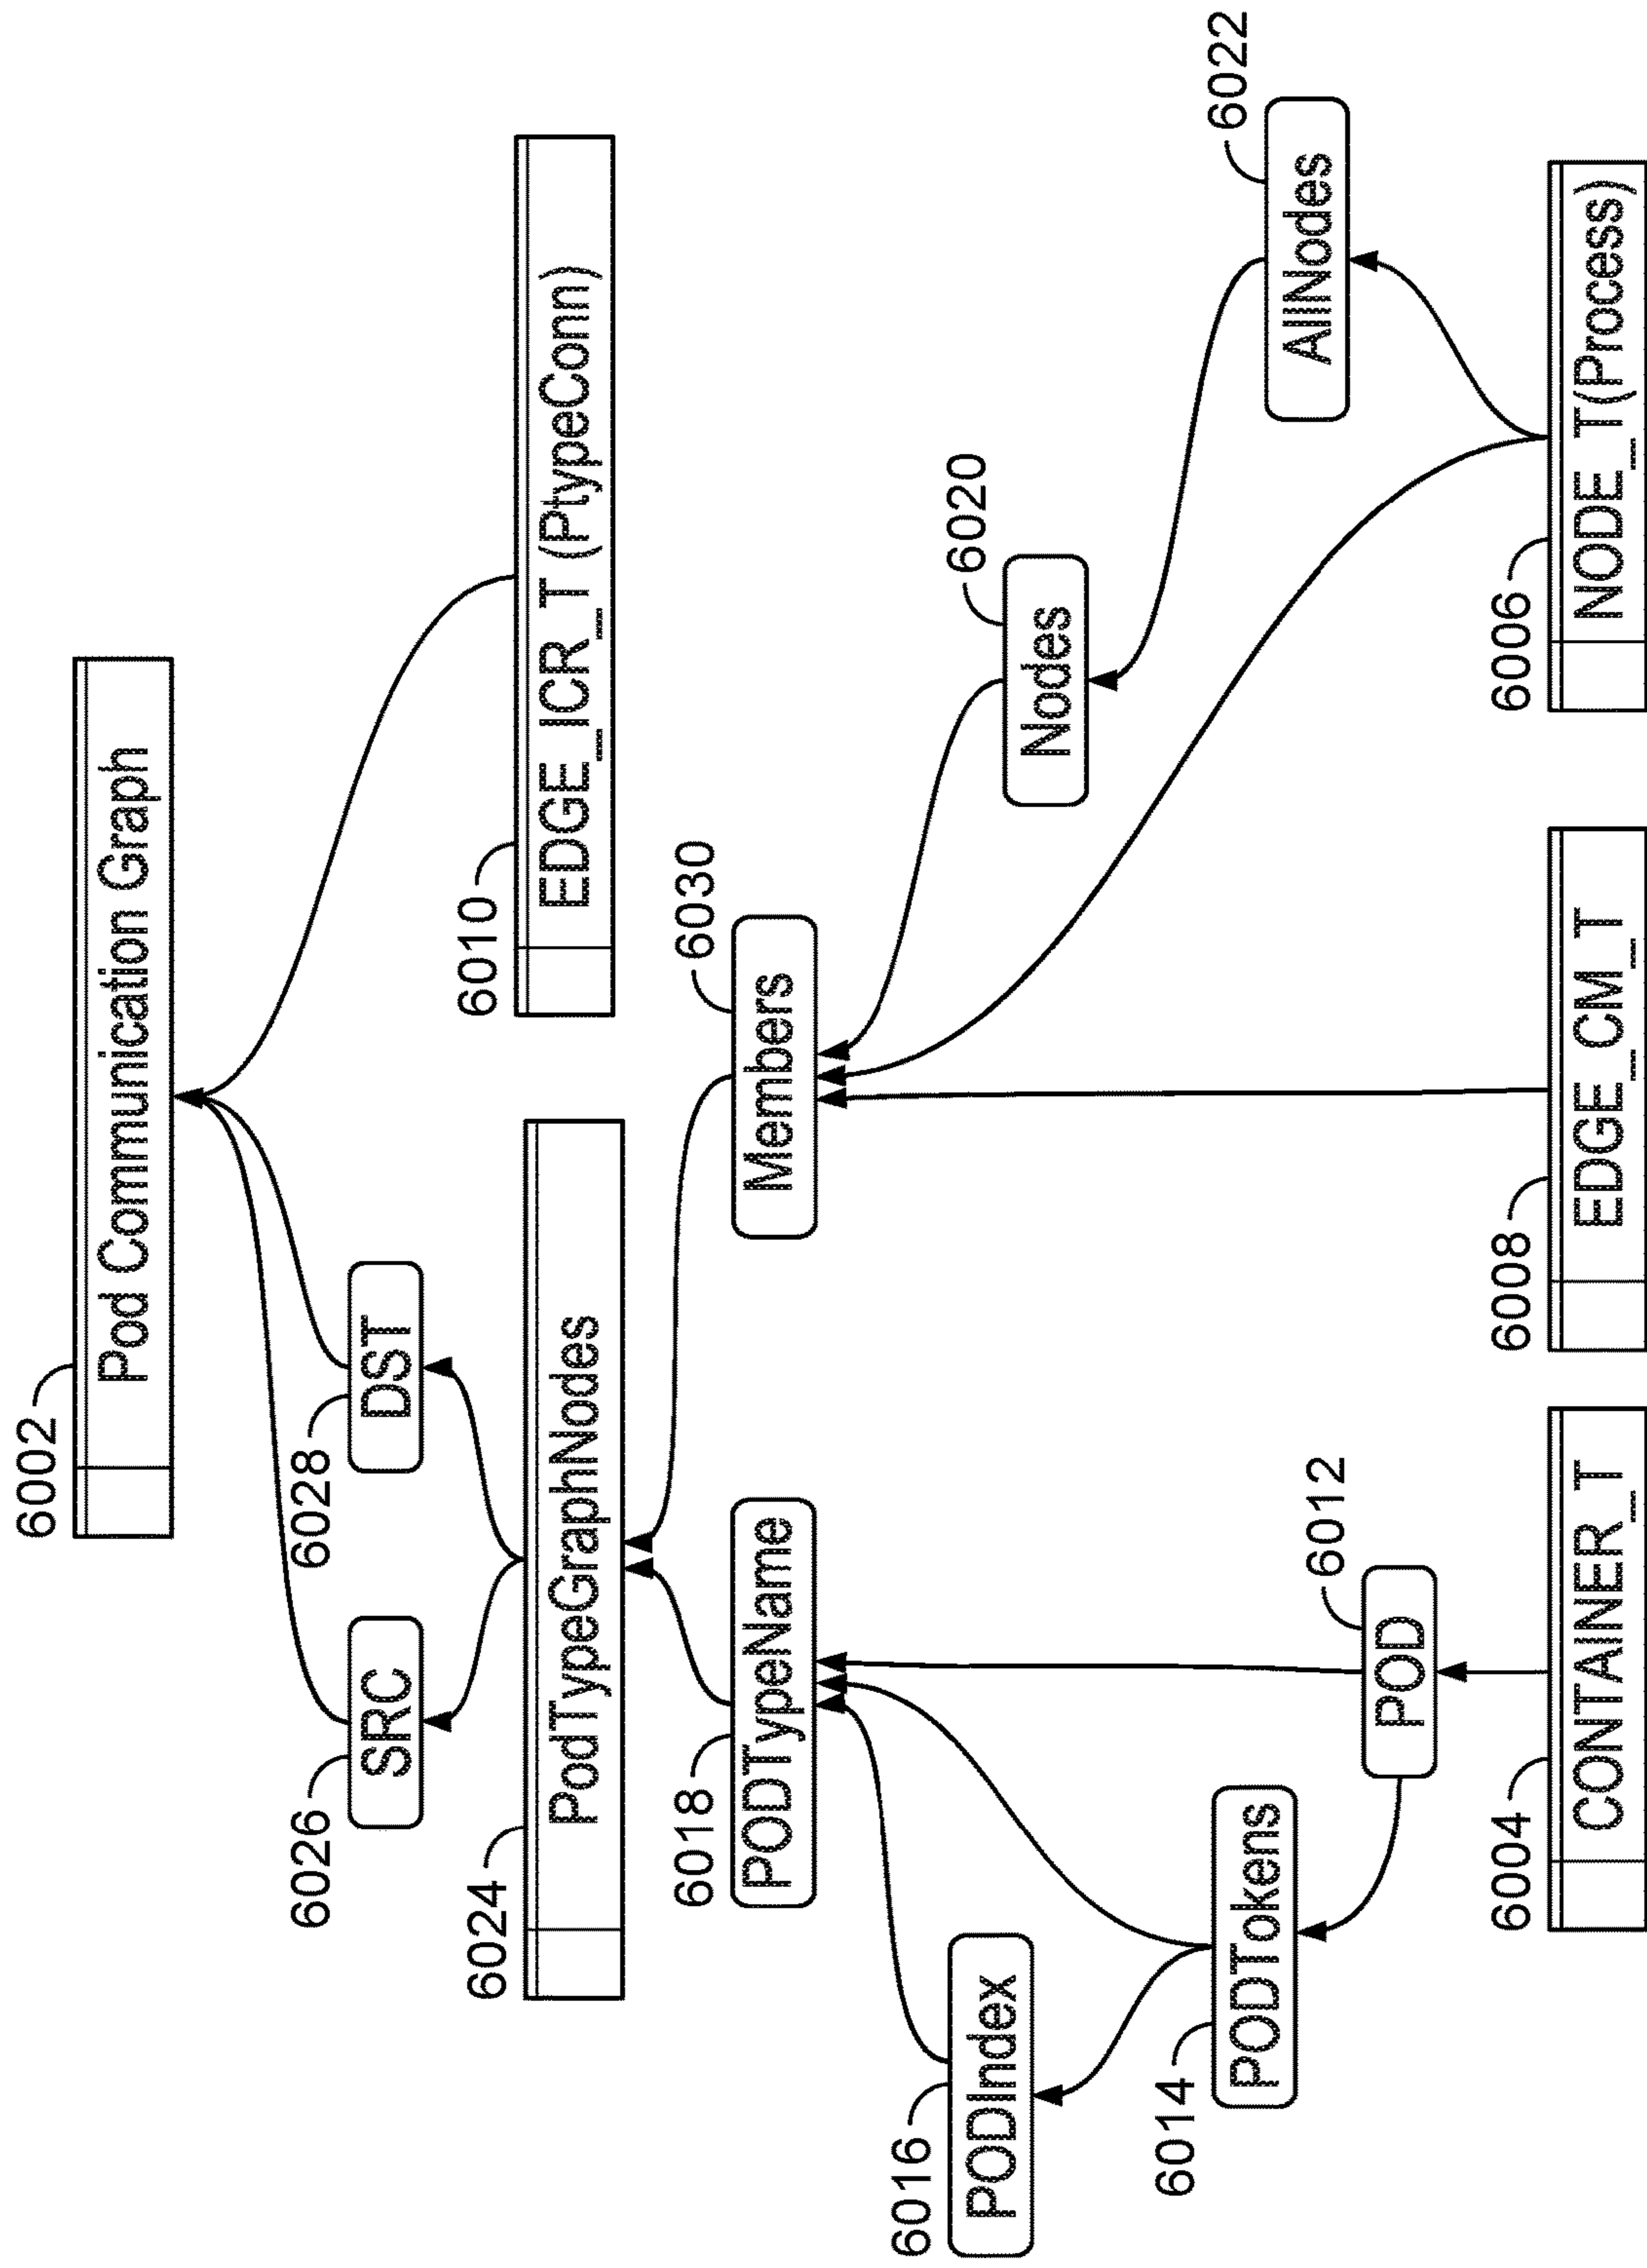 6002
Pod Communication Graph
6026
SRC
6028
DST
6024
PodTypeGraphNodes
6010
EDGE_ICR_T (PtypeConn)
6018
PODTypeName
6030
Members
6016
PODIndex
6020
Nodes
6014
PODTokens
6012
POD
6022
AllNodes
6004
CONTAINER_T
6008
EDGE_CM_T
6006
NODE_T(Process)